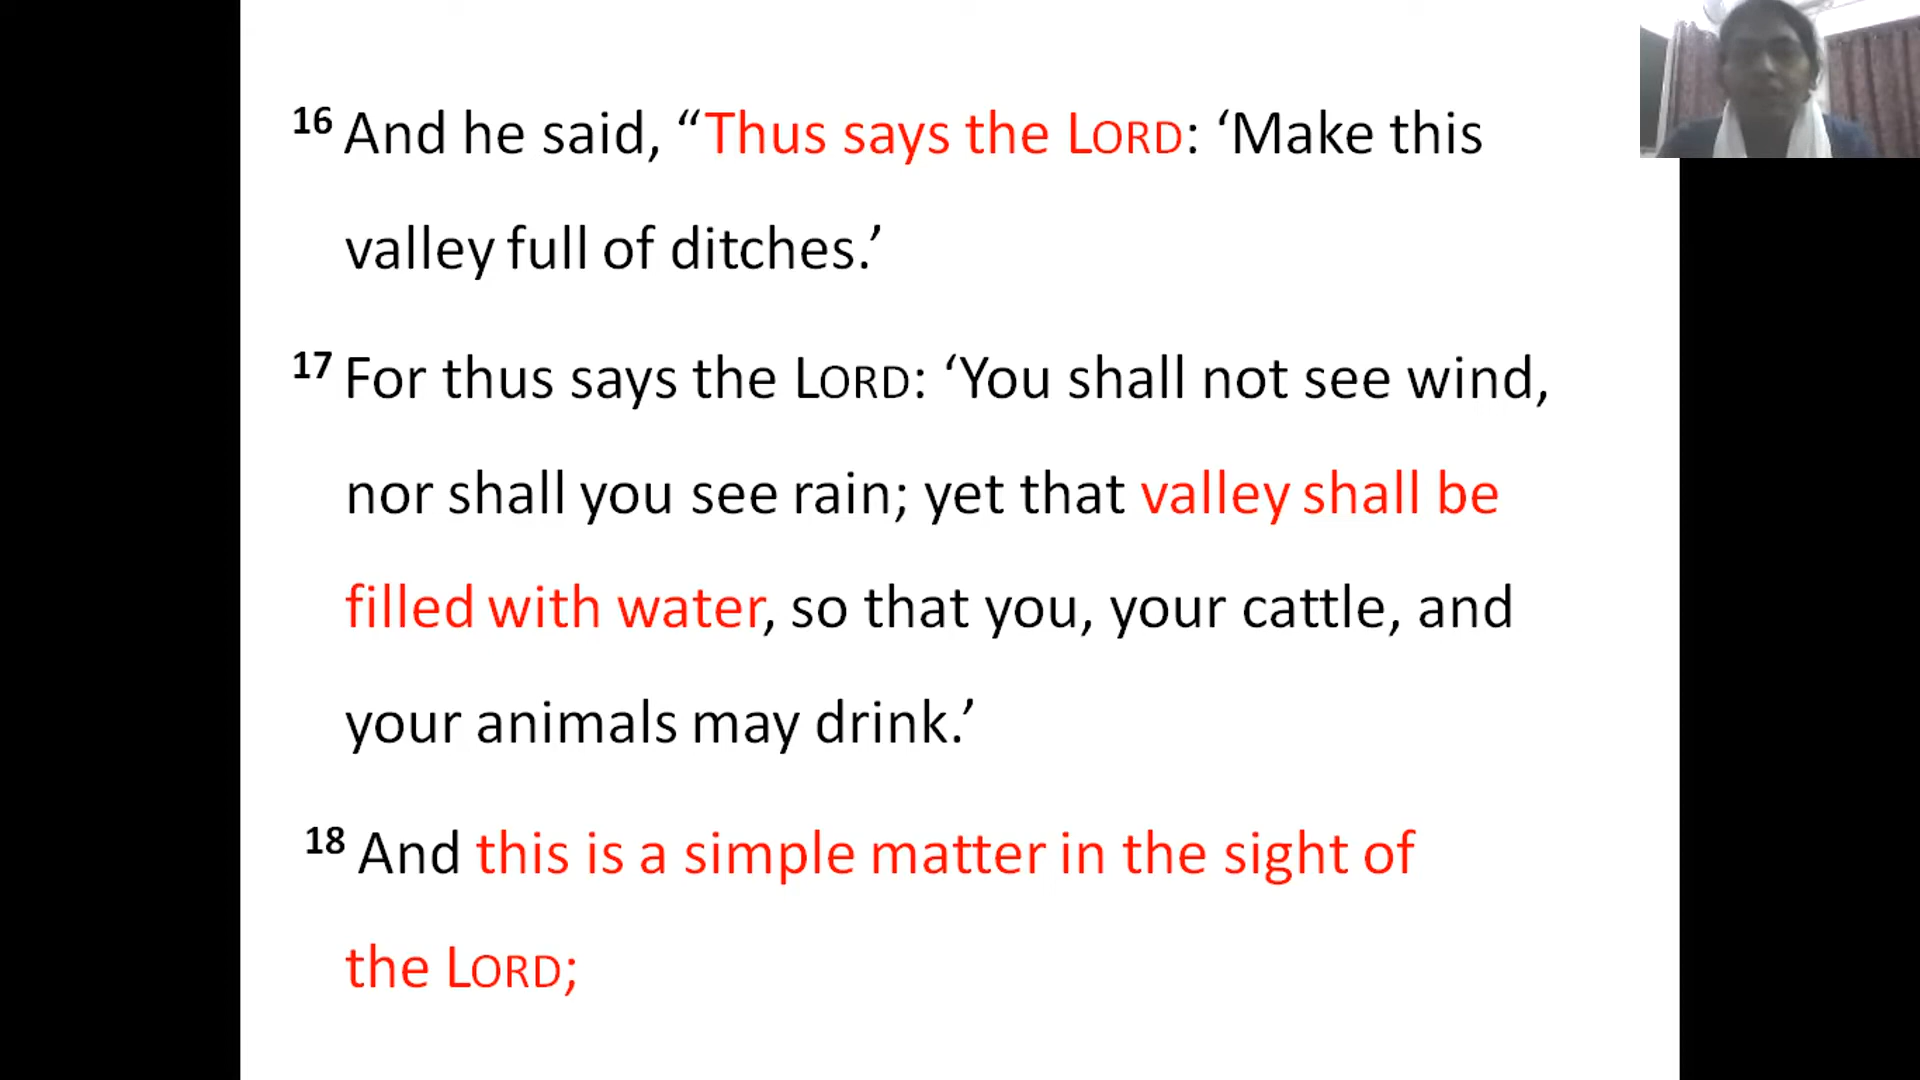 16 And he said, “Thus says the LORD: ‘Make this
valley full of ditches.’
17 For thus says the LORD: ‘You shall not see wind,
nor shall you see rain; yet that valley shall be
filled with water, so that you, your cattle, and
your animals may drink.’
18 And this is a simple matter in the sight of
the LORD;